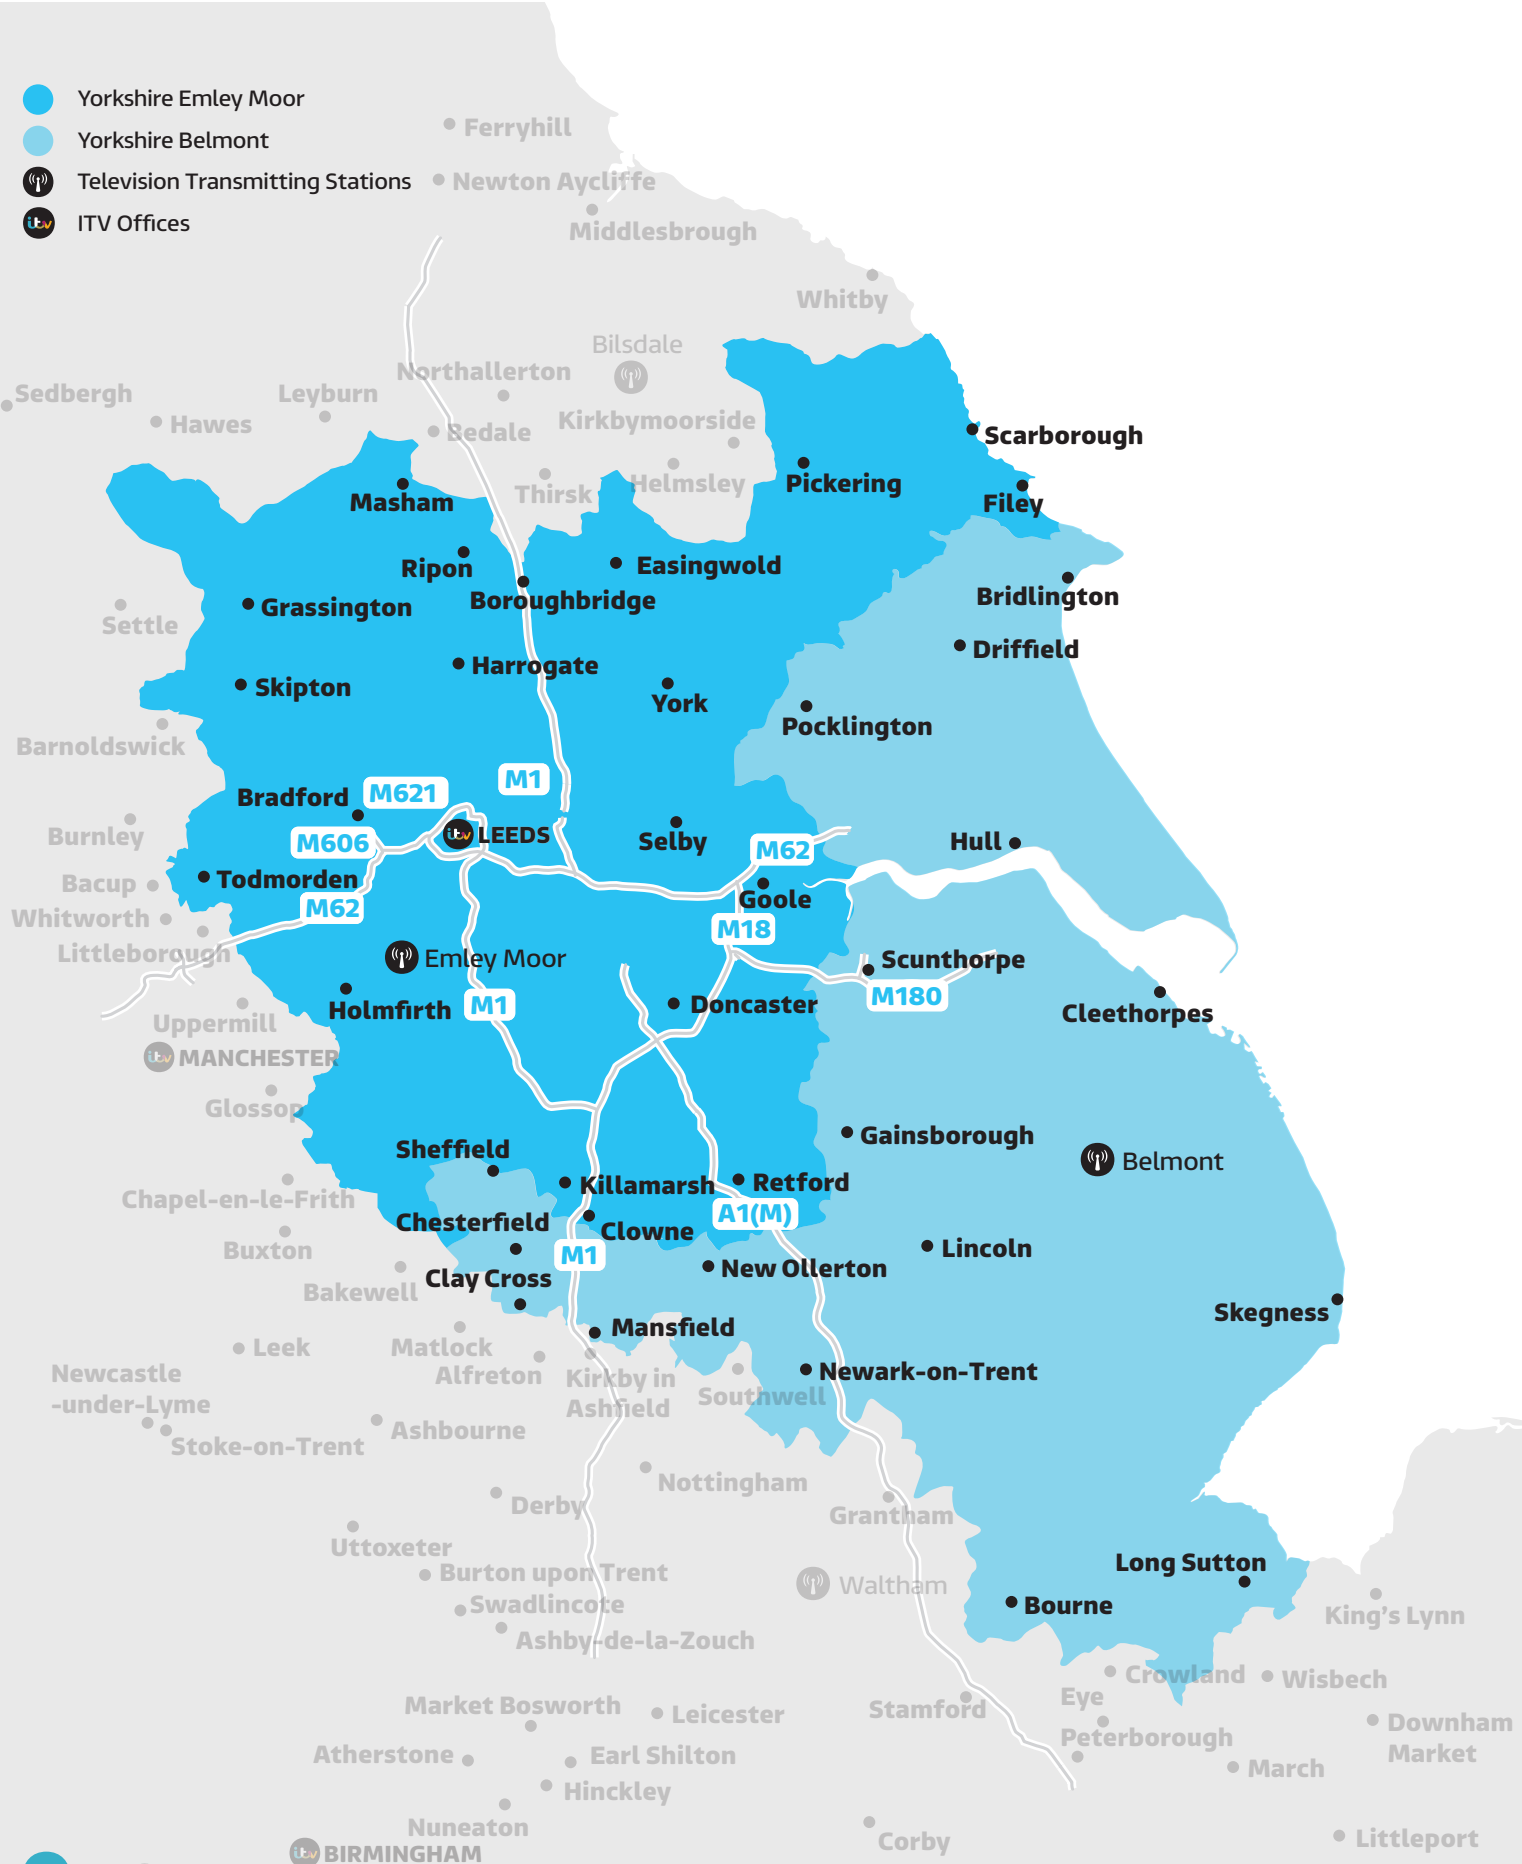 Yorkshire Emley Moor
Yorkshire Belmont
Television Transmitting Stations
itv
ITV Offices
Ferryhill
Newton Aycliffe
Middlesbrough
Whitby
Bilsdale
Northallerton
Sedbergh
Leyburn
Hawes
Kirkbymoorside
Bedale
Scarborough
Thirsk
Helmsley
Pickering
Masham
Filey
Ripon
Easingwold
Boroughbridge
Bridlington
Grassington
Settle
Driffield
Harrogate
Skipton
York
Pocklington
Barnoldswick
M1
M621
Bradford
Burnley
M606
itv LEEDS
Selby
Hull
M62
Bacup
Todmorden
Goole
M62
Whitworth
M18
Littleborough
Emley Moor
Scunthorpe
M180
Doncaster
M1
Holmfirth
Cleethorpes
Uppermill
itv MANCHESTER
Glossop
Gainsborough
Sheffield
Belmont
Killamarsh
Retford
Chapel-en-le-Frith
A1(M)
Chesterfield
Clowne
Buxton
M1
Lincoln
New Ollerton
Clay Cross
Bakewell
Skegness
Mansfield
Leek
Matlock
Newcastle
-under-Lyme
Alfreton
Kirkby in
Ashfield
Newark-on-Trent
Southwell
Ashbourne
Stoke-on-Trent
Nottingham
Derby
Grantham
Uttoxeter
Long Sutton
Burton upon Trent
Waltham
Swadlincote
Bourne
King's Lynn
Ashby-de-la-Zouch
Crowland
Wisbech
Eye
Market Bosworth
Leicester
Stamford
Downham
Market
Peterborough
Atherstone
Earl Shilton
March
Hinckley
Nuneaton
Corby
Littleport
itv BIRMINGHAM